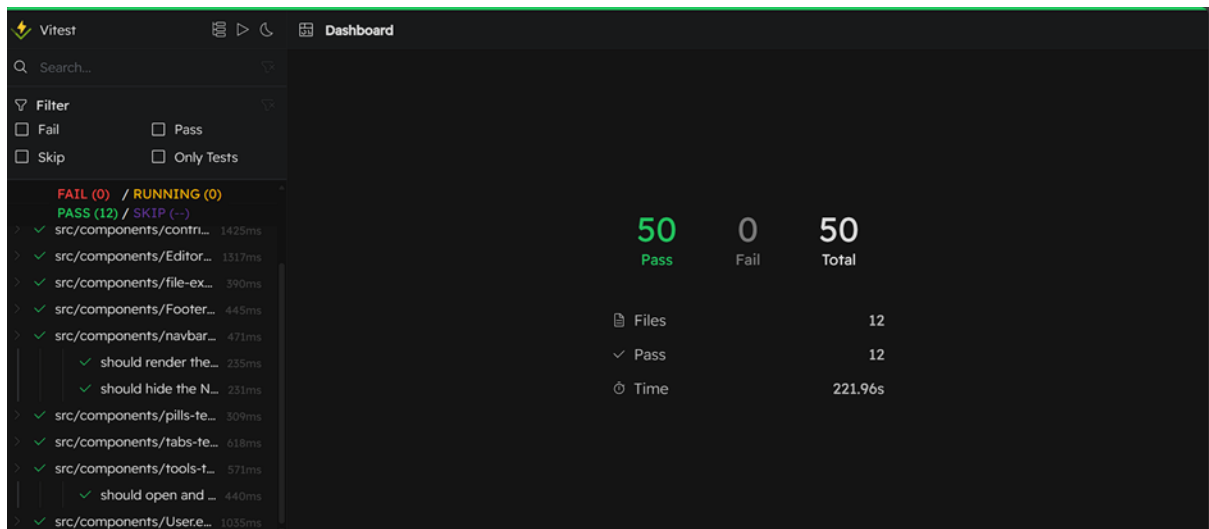 Vitest
Dashboard
Search...
Filter
Fail
Pass
Skip
Only Tests
FAIL (0) / RUNNING (0)
PASS (12) / SKIP (--)
src/components/contri... 1425ms
src/components/Editor... 1317ms
src/components/file-ex... 390ms
src/components/Footer... 445ms
src/components/navbar... 471ms
should render the... 235ms
should hide the N... 231ms
src/components/pills-te... 309ms
src/components/tabs-te... 618ms
src/components/tools-t... 571ms
should open and ... 440ms
src/components/User.e... 1035ms
50 0 50
Pass Fail Total
Files 12
Pass 12
Time 221.96s